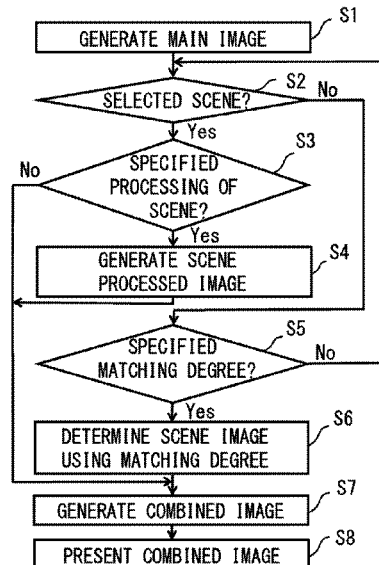 S1
GENERATE MAIN IMAGE
S2
SELECTED SCENE?
No
Yes
S3
No
SPECIFIED
PROCESSING OF
SCENE?
Yes
S4
GENERATE SCENE
PROCESSED IMAGE
S5
SPECIFIED
MATCHING DEGREE?
No
Yes
S6
DETERMINE SCENE IMAGE
USING MATCHING DEGREE
S7
GENERATE COMBINED IMAGE
S8
PRESENT COMBINED IMAGE